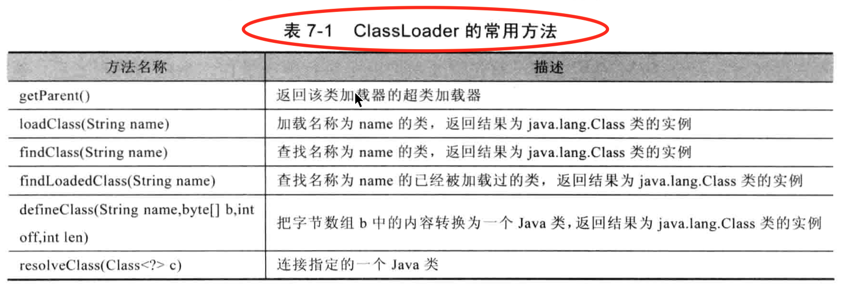 表 7-1 ClassLoader 的常用方法
方法名称 描述
getParent() 返回该类加载器的超类加载器
loadClass(String name) 加载名称为 name 的类，返回结果为 java.lang.Class 类的实例
findClass(String name) 查找名称为 name 的类，返回结果为 java.lang.Class 类的实例
findLoadedClass(String name) 查找名称为 name 的已经被加载过的类，返回结果为 java.lang.Class 类的实例
defineClass(String name,byte[] b,int
off,int len)
把字节数组 b 中的内容转换为一个 Java 类，返回结果为 java.lang.Class 类的实例
resolveClass(Class<?> c) 连接指定的一个 Java 类